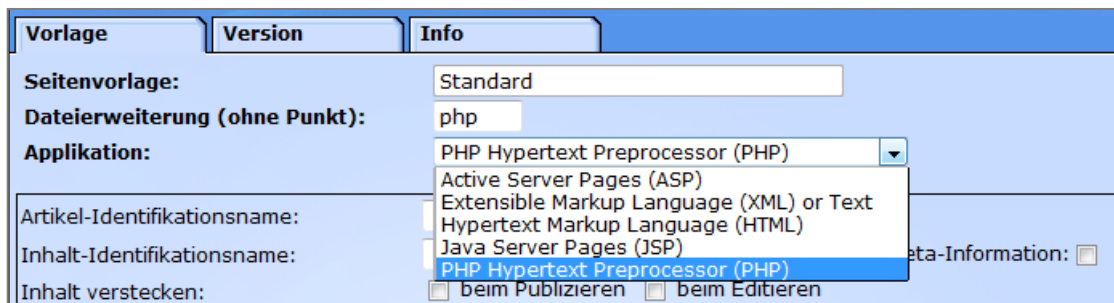 Vorlage Version Info
Seitenvorlage: Standard
Dateierweiterung (ohne Punkt): php
Applikation: PHP Hypertext Preprocessor (PHP)
Active Server Pages (ASP)
Extensible Markup Language (XML) or Text
Artikel-Identifikationsname: Hypertext Markup Language (HTML)
Java Server Pages (JSP)
Inhalt-Identifikationsname: eta-Information:
PHP Hypertext Preprocessor (PHP)
Inhalt verstecken: beim Publizieren beim Editieren